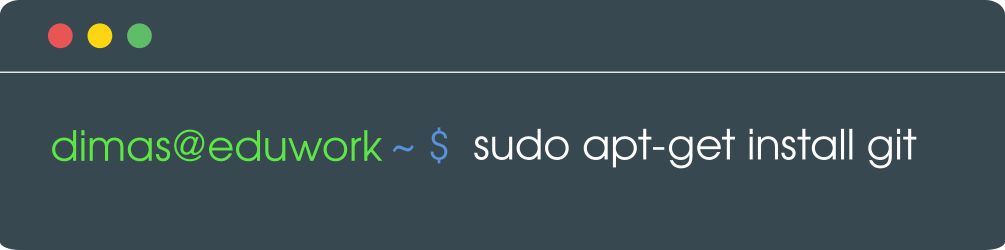 dimas@eduwork ~ $ sudo apt-get install git